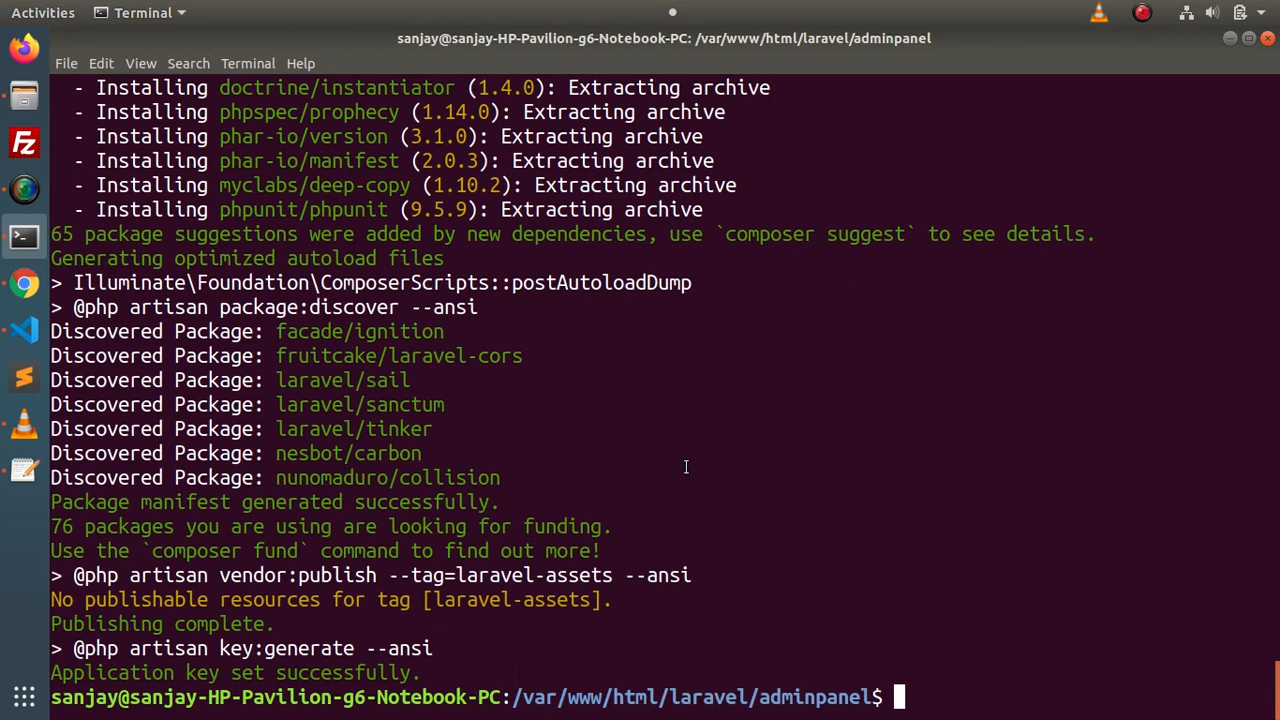 Activities Terminal
sanjay@sanjay-HP-Pavilion-g6-Notebook-PC: /var/www/html/laravel/adminpanel
File Edit View Search Terminal Help
- Installing doctrine/instantiator (1.4.0): Extracting archive
- Installing phpspec/prophecy (1.14.0): Extracting archive
- Installing phar-io/version (3.1.0): Extracting archive
- Installing phar-io/manifest (2.0.3): Extracting archive
- Installing myclabs/deep-copy (1.10.2): Extracting archive
- Installing phpunit/phpunit (9.5.9): Extracting archive
65 package suggestions were added by new dependencies, use `composer suggest` to see details.
Generating optimized autoload files
> Illuminate\Foundation\ComposerScripts::postAutoloadDump
> @php artisan package:discover --ansi
Discovered Package: facade/ignition
Discovered Package: fruitcake/laravel-cors
Discovered Package: laravel/sail
Discovered Package: laravel/sanctum
Discovered Package: laravel/tinker
Discovered Package: nesbot/carbon
Discovered Package: nunomaduro/collision
Package manifest generated successfully.
76 packages you are using are looking for funding.
Use the `composer fund` command to find out more!
> @php artisan vendor:publish --tag=laravel-assets --ansi
No publishable resources for tag [laravel-assets].
Publishing complete.
> @php artisan key:generate --ansi
Application key set successfully.
sanjay@sanjay-HP-Pavilion-g6-Notebook-PC:/var/www/html/laravel/adminpanel$